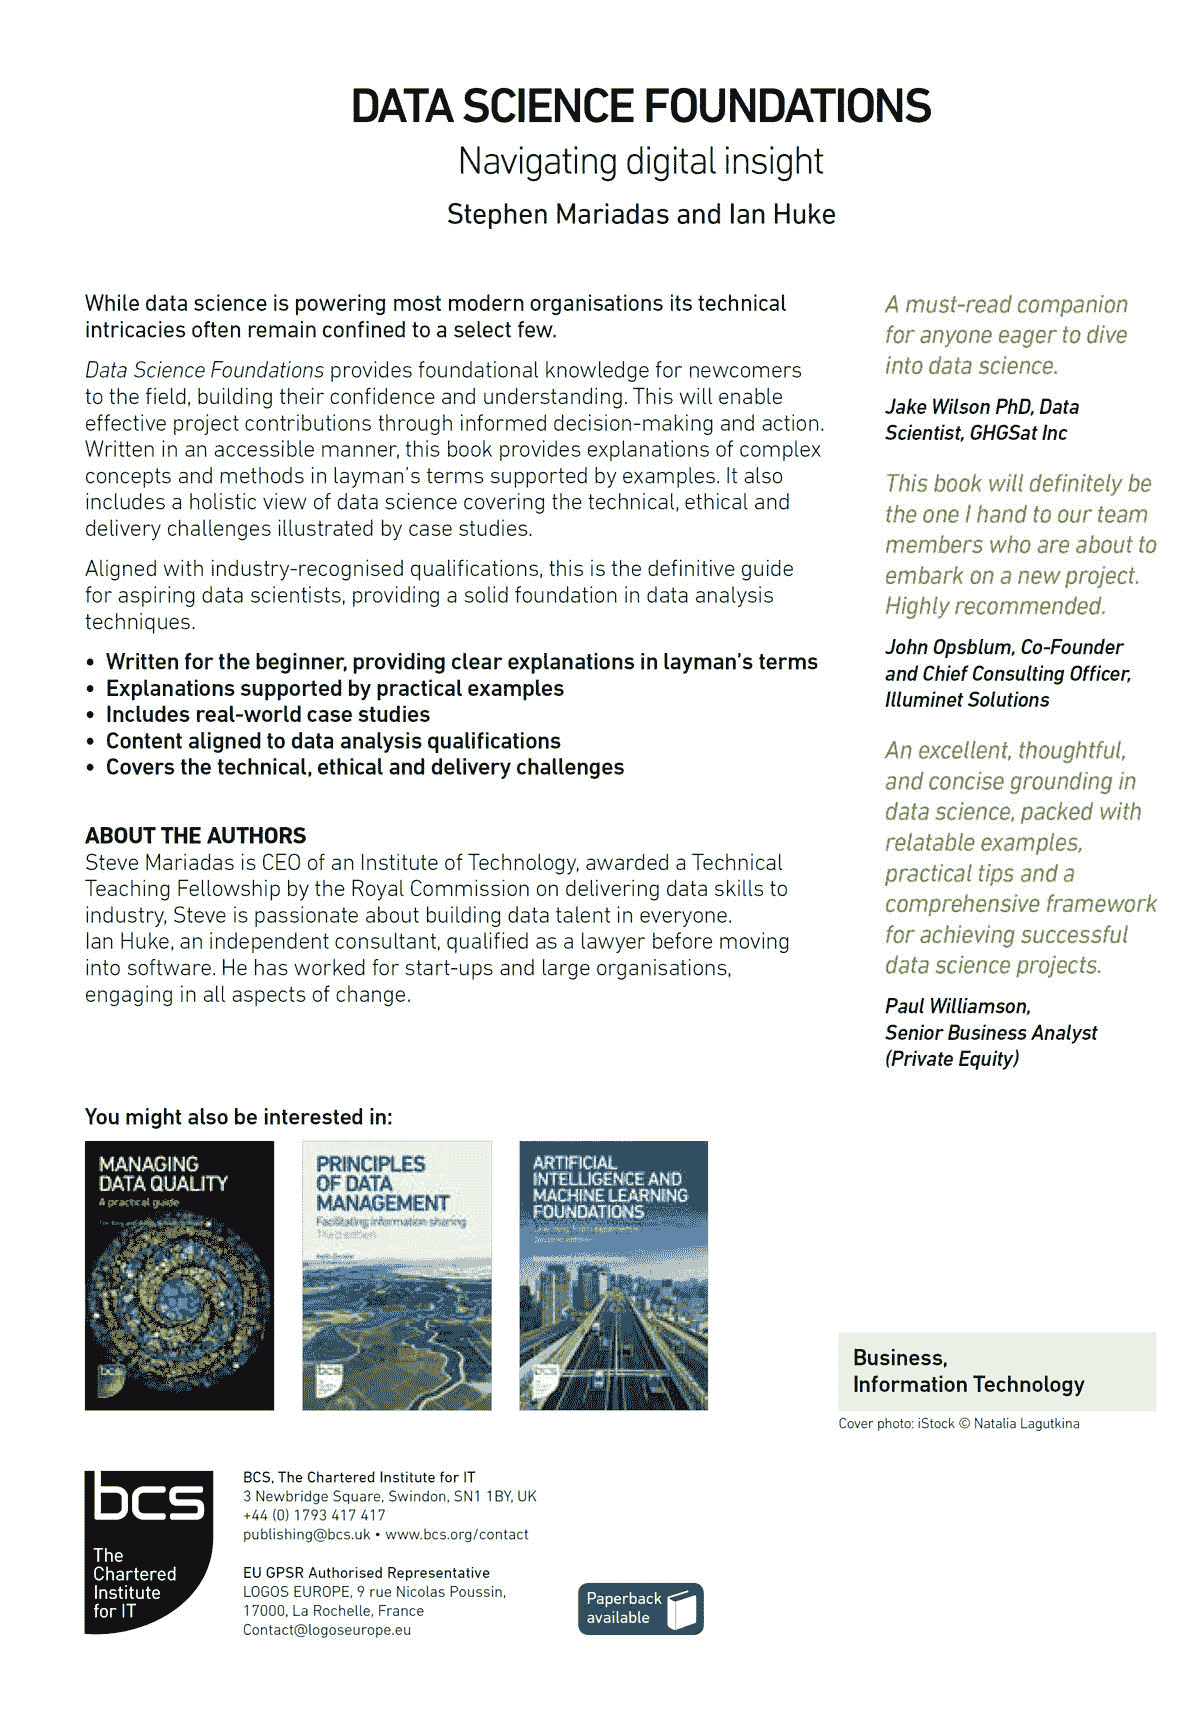 DATA SCIENCE FOUNDATIONS
Navigating digital insight
Stephen Mariadas and Ian Huke
While data science is powering most modern organisations its technical
intricacies often remain confined to a select few.
Data Science Foundations provides foundational knowledge for newcomers
to the field, building their confidence and understanding. This will enable
effective project contributions through informed decision-making and action.
Written in an accessible manner, this book provides explanations of complex
concepts and methods in layman's terms supported by examples. It also
includes a holistic view of data science covering the technical, ethical and
delivery challenges illustrated by case studies.
Aligned with industry-recognised qualifications, this is the definitive guide
for aspiring data scientists, providing a solid foundation in data analysis
techniques.
• Written for the beginner, providing clear explanations in layman's terms
• Explanations supported by practical examples
• Includes real-world case studies
• Content aligned to data analysis qualifications
• Covers the technical, ethical and delivery challenges
ABOUT THE AUTHORS
Steve Mariadas is CEO of an Institute of Technology, awarded a Technical
Teaching Fellowship by the Royal Commission on delivering data skills to
industry, Steve is passionate about building data talent in everyone.
Ian Huke, an independent consultant, qualified as a lawyer before moving
into software. He has worked for start-ups and large organisations,
engaging in all aspects of change.
A must-read companion
for anyone eager to dive
into data science.
Jake Wilson PhD, Data
Scientist, GHGSat Inc
This book will definitely be
the one I hand to our team
members who are about to
embark on a new project.
Highly recommended.
John Opsblum, Co-Founder
and Chief Consulting Officer,
Illuminet Solutions
An excellent, thoughtful,
and concise grounding in
data science, packed with
relatable examples,
practical tips and a
comprehensive framework
for achieving successful
data science projects.
Paul Williamson,
Senior Business Analyst
(Private Equity)
You might also be interested in:
MANAGING
DATA QUALITY
A practical guide
bcs
PRINCIPLES
OF DATA
MANAGEMENT
Facilitating information sharing
Third edition
bcs
ARTIFICIAL
INTELLIGENCE AND
MACHINE LEARNING
FOUNDATIONS
bcs
Business,
Information Technology
Cover photo: iStock © Natalia Lagutkina
bcs
The
Chartered
Institute
for IT
BCS, The Chartered Institute for IT
3 Newbridge Square, Swindon, SN1 1BY, UK
+44 (0) 1793 417 417
publishing@bcs.uk • www.bcs.org/contact
EU GPSR Authorised Representative
LOGOS EUROPE, 9 rue Nicolas Poussin,
17000, La Rochelle, France
Contact@logoseurope.eu
Paperback
available